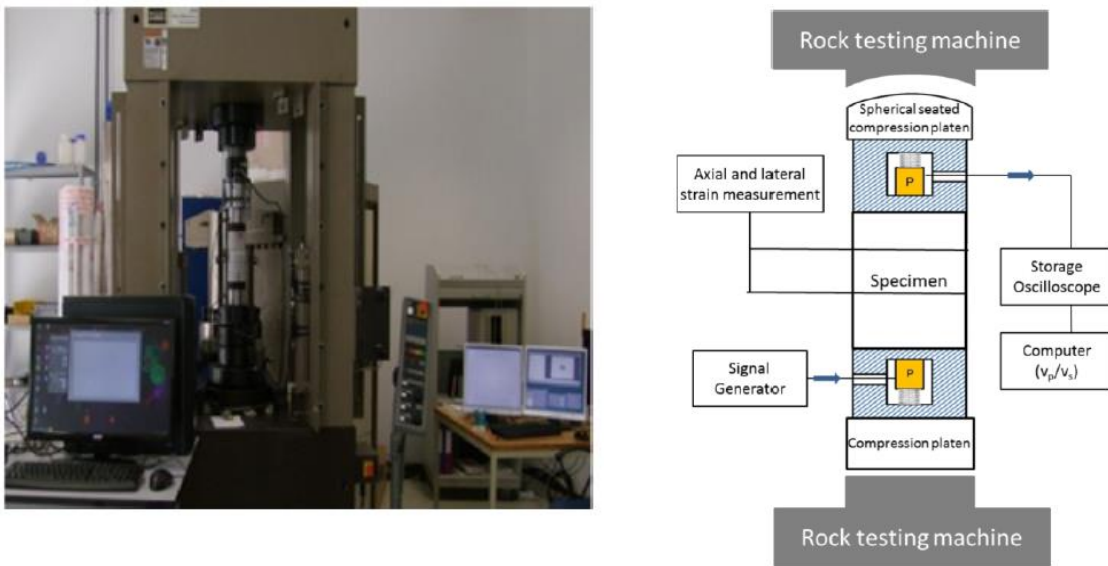 Rock testing machine
Spherical seated
compression platen
P
Axial and lateral
strain measurement
Specimen
Storage
Oscilloscope
Signal
Generator
P
Computer
(vp/vs)
Compression platen
Rock testing machine